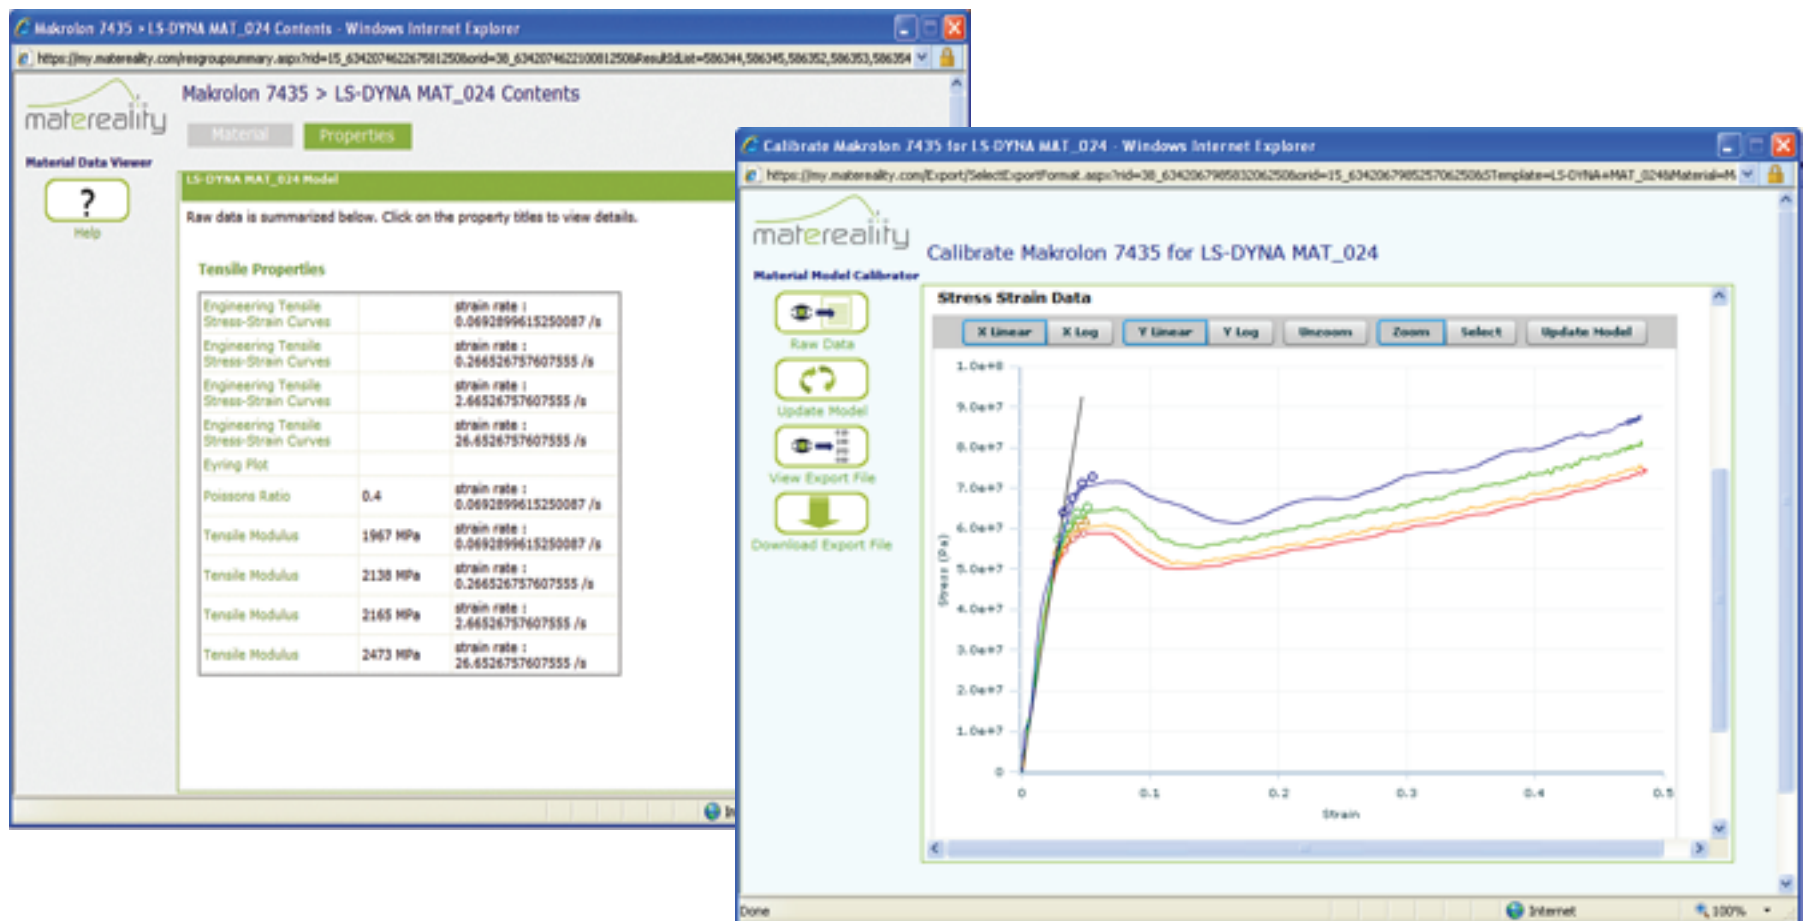 Makrolon 7435 > LS-DYNA MAT_024 Contents - Windows Internet Explorer
matereality
Makrolon 7435 > LS-DYNA MAT_024 Contents
Material
Properties
Material Data Viewer
?
Help
LS-DYNA MAT_024 Model
Raw data is summarized below. Click on the property titles to view details.
Tensile Properties
Engineering Tensile Stress-Strain Curves strain rate : 0.0692899615250087 /s
Engineering Tensile Stress-Strain Curves strain rate : 0.266526757607555 /s
Engineering Tensile Stress-Strain Curves strain rate : 2.66526757607555 /s
Engineering Tensile Stress-Strain Curves strain rate : 26.6526757607555 /s
Eyring Plot
Poissons Ratio 0.4 strain rate : 0.0692899615250087 /s
Tensile Modulus 1967 MPa strain rate : 0.0692899615250087 /s
Tensile Modulus 2138 MPa strain rate : 0.266526757607555 /s
Tensile Modulus 2165 MPa strain rate : 2.66526757607555 /s
Tensile Modulus 2473 MPa strain rate : 26.6526757607555 /s
Calibrate Makrolon 7435 for LS-DYNA MAT_024 - Windows Internet Explorer
matereality
Calibrate Makrolon 7435 for LS-DYNA MAT_024
Material Model Calibrator
Raw Data
Update Model
View Export File
Download Export File
Stress Strain Data
X Linear X Log Y Linear Y Log Unzoom Zoom Select Update Model
1.0e+8
9.0e+7
8.0e+7
7.0e+7
6.0e+7
5.0e+7
4.0e+7
3.0e+7
2.0e+7
1.0e+7
0
Stress (Pa)
0 0.1 0.2 0.3 0.4 0.5
Strain
Done
Internet
100%